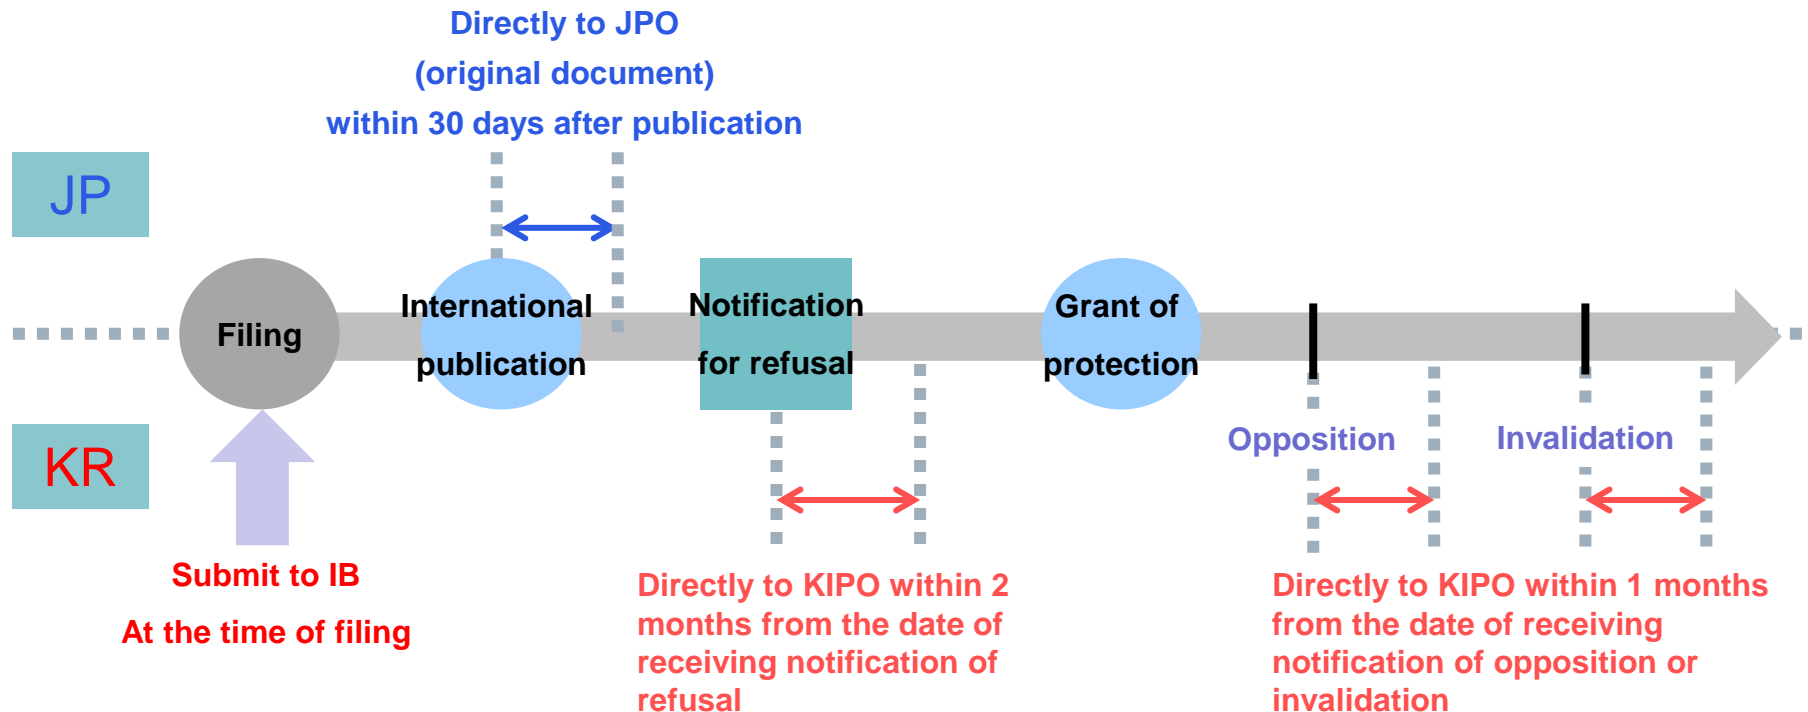 Directly to JPO
(original document)
within 30 days after publication
JP
Filing
International
publication
Notification
for refusal
Grant of
protection
KR
Opposition
Invalidation
Submit to IB
At the time of filing
Directly to KIPO within 2
months from the date of
receiving notification of
refusal
Directly to KIPO within 1 months
from the date of receiving
notification of opposition or
invalidation